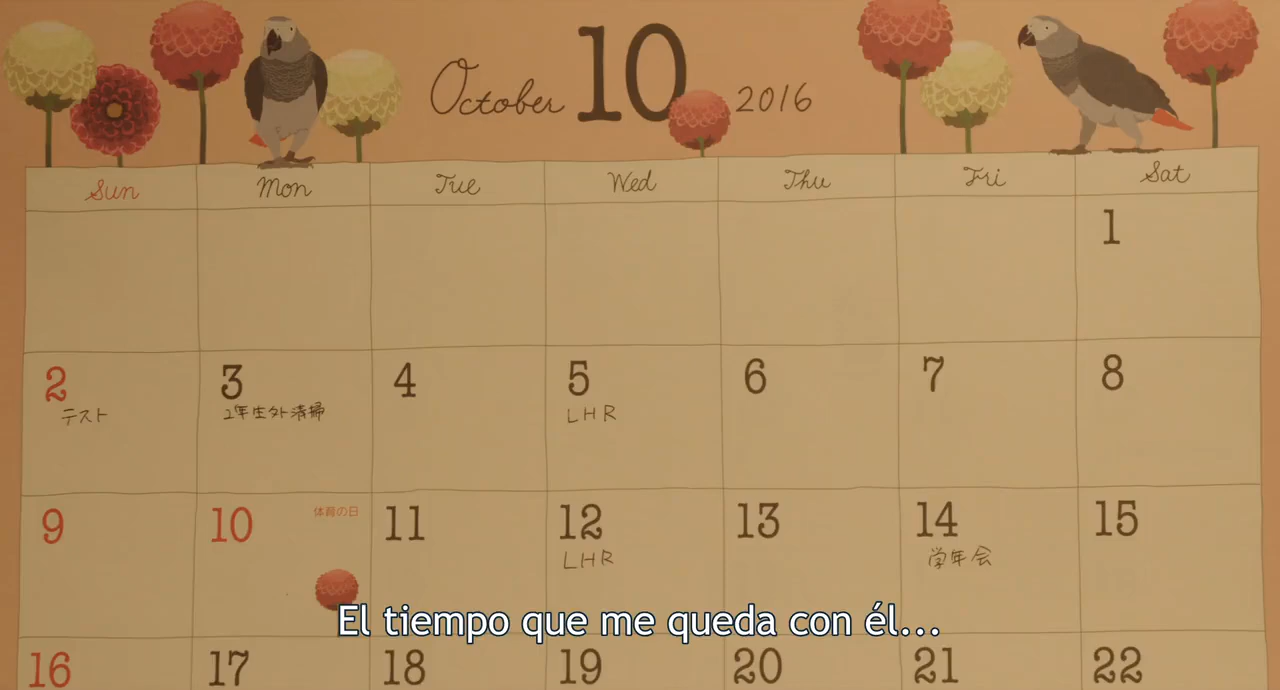 October 10 2016
Sun Mon Tue Wed Thu Fri Sat
1
2 3 4 5 6 7 8
テスト 2年生外清掃 LHR
9 10 体育の日 11 12 13 14 15
LHR 学年会
El tiempo que me queda con él...
16 17 18 19 20 21 22